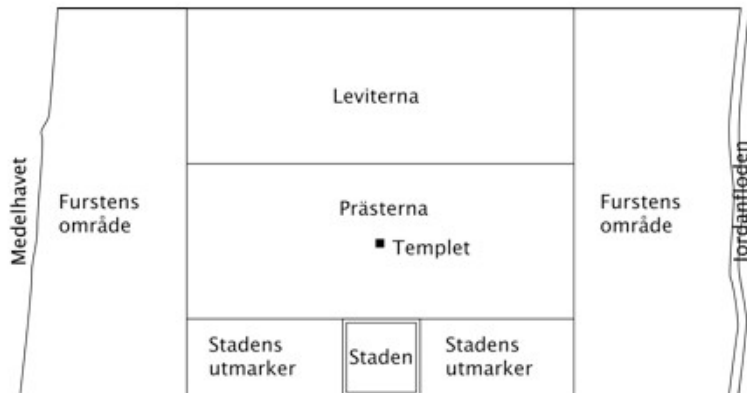 Leviterna
Medelhavet
Furstens
område
Prästerna
Templet
Furstens
område
Jordanfloden
Stadens
utmarker
Staden
Stadens
utmarker